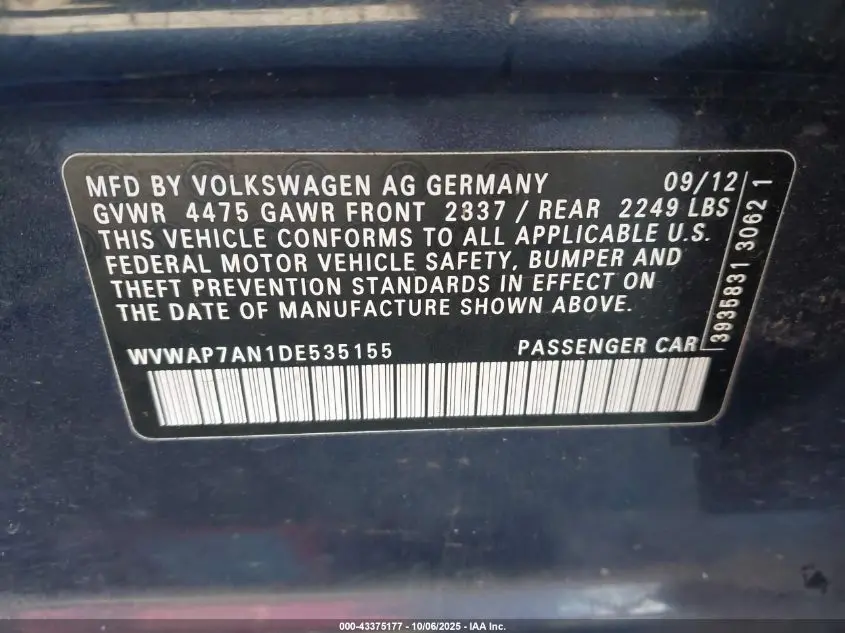 MFD BY VOLKSWAGEN AG GERMANY 09/12
GVWR 4475 GAWR FRONT 2337 / REAR 2249 LBS
THIS VEHICLE CONFORMS TO ALL APPLICABLE U.S.
FEDERAL MOTOR VEHICLE SAFETY, BUMPER AND
THEFT PREVENTION STANDARDS IN EFFECT ON
THE DATE OF MANUFACTURE SHOWN ABOVE.
WVWAP7AN1DE535155 PASSENGER CAR
3935831 3062 1
000-43375177 - 10/06/2025 - IAA Inc.